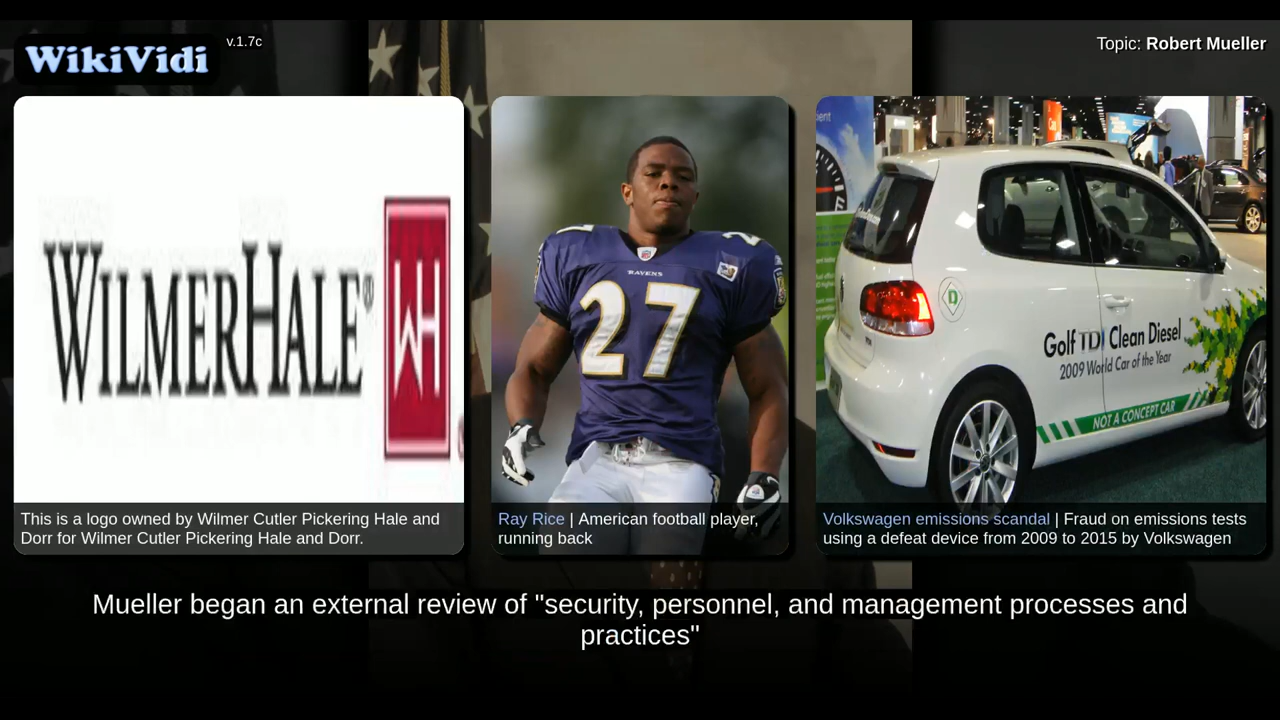 WikiVidi
v.1.7c
Topic: Robert Mueller
WILMERHALE®
WH
This is a logo owned by Wilmer Cutler Pickering Hale and
Dorr for Wilmer Cutler Pickering Hale and Dorr.
RAVENS
27
Ray Rice | American football player,
running back
D
Golf TDI Clean Diesel
2009 World Car of the Year
NOT A CONCEPT CAR
Volkswagen emissions scandal | Fraud on emissions tests
using a defeat device from 2009 to 2015 by Volkswagen
Mueller began an external review of "security, personnel, and management processes and
practices"